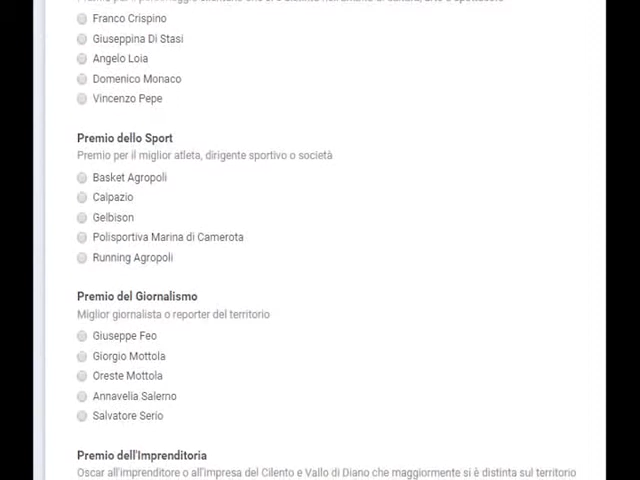 Franco Crispino
Giuseppina Di Stasi
Angelo Loia
Domenico Monaco
Vincenzo Pepe
Premio dello Sport
Premio per il miglior atleta, dirigente sportivo o società
Basket Agropoli
Calpazio
Gelbison
Polisportiva Marina di Camerota
Running Agropoli
Premio del Giornalismo
Miglior giornalista o reporter del territorio
Giuseppe Feo
Giorgio Mottola
Oreste Mottola
Annavelia Salerno
Salvatore Serio
Premio dell'Imprenditoria
Oscar all'imprenditore o all'impresa del Cilento e Vallo di Diano che maggiormente si è distinta sul territorio